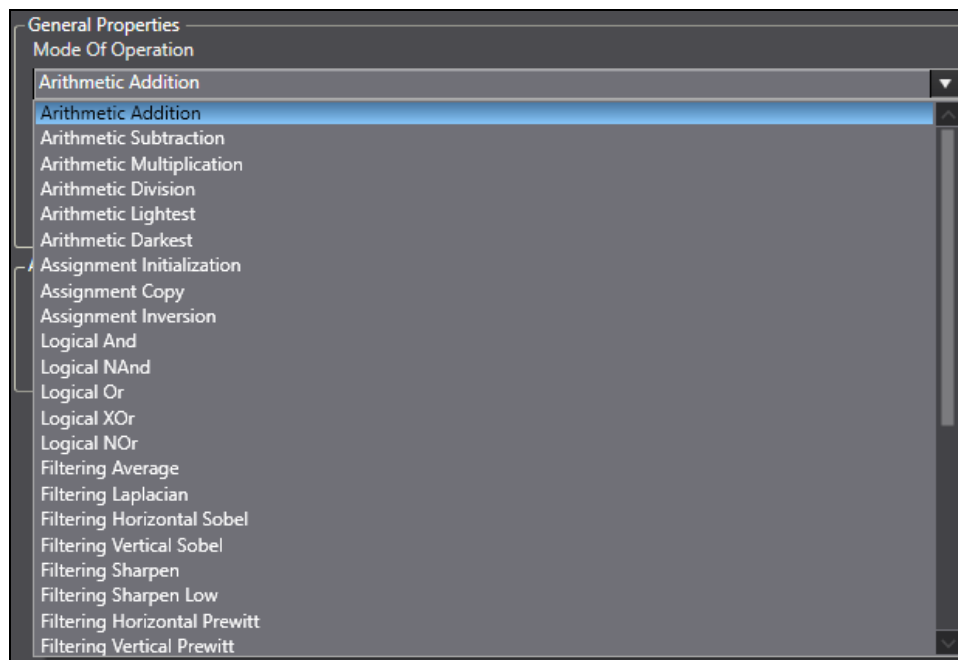 General Properties
Mode Of Operation
Arithmetic Addition
Arithmetic Addition
Arithmetic Subtraction
Arithmetic Multiplication
Arithmetic Division
Arithmetic Lightest
Arithmetic Darkest
Assignment Initialization
Assignment Copy
Assignment Inversion
Logical And
Logical NAnd
Logical Or
Logical XOr
Logical NOr
Filtering Average
Filtering Laplacian
Filtering Horizontal Sobel
Filtering Vertical Sobel
Filtering Sharpen
Filtering Sharpen Low
Filtering Horizontal Prewitt
Filtering Vertical Prewitt